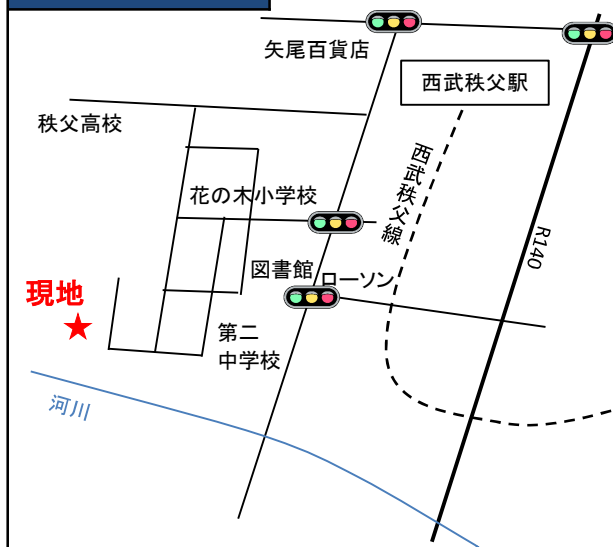 矢尾百貨店
西武秩父駅
秩父高校
西武秩父線
花の木小学校
R140
図書館
ローソン
現地
第二
中学校
河川